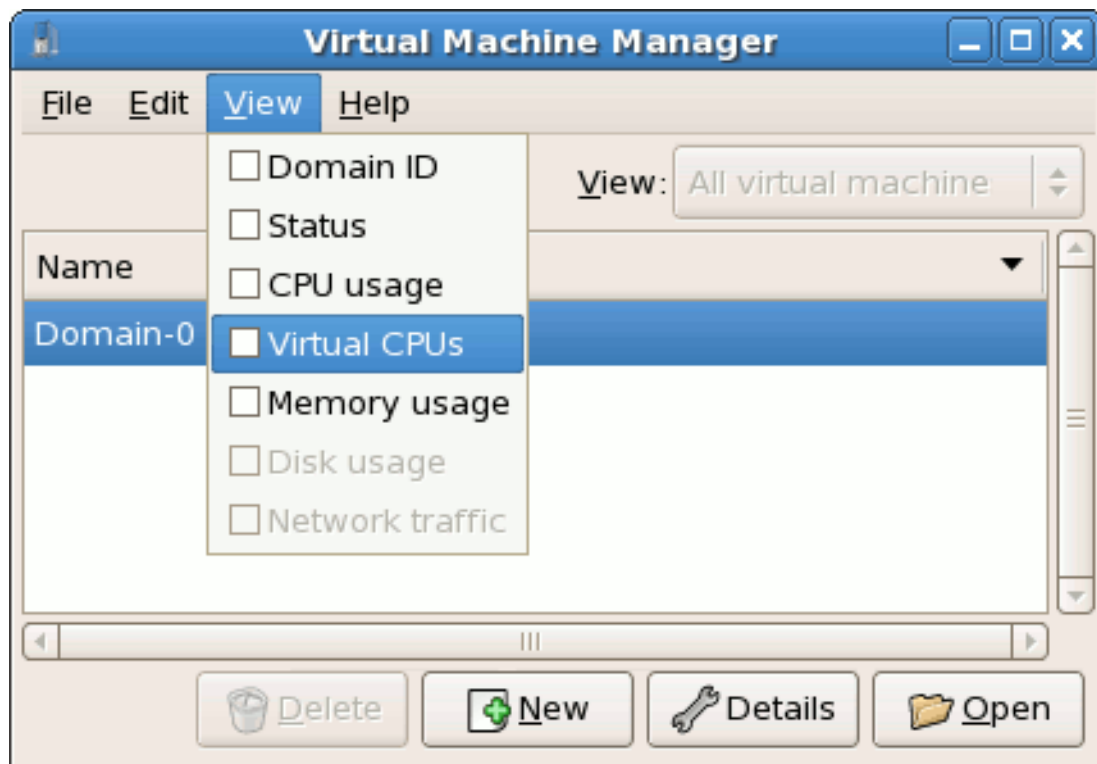 Virtual Machine Manager
File Edit View Help
View: All virtual machine
Domain ID
Status
CPU usage
Virtual CPUs
Memory usage
Disk usage
Network traffic
Name
Domain-0
Delete New Details Open